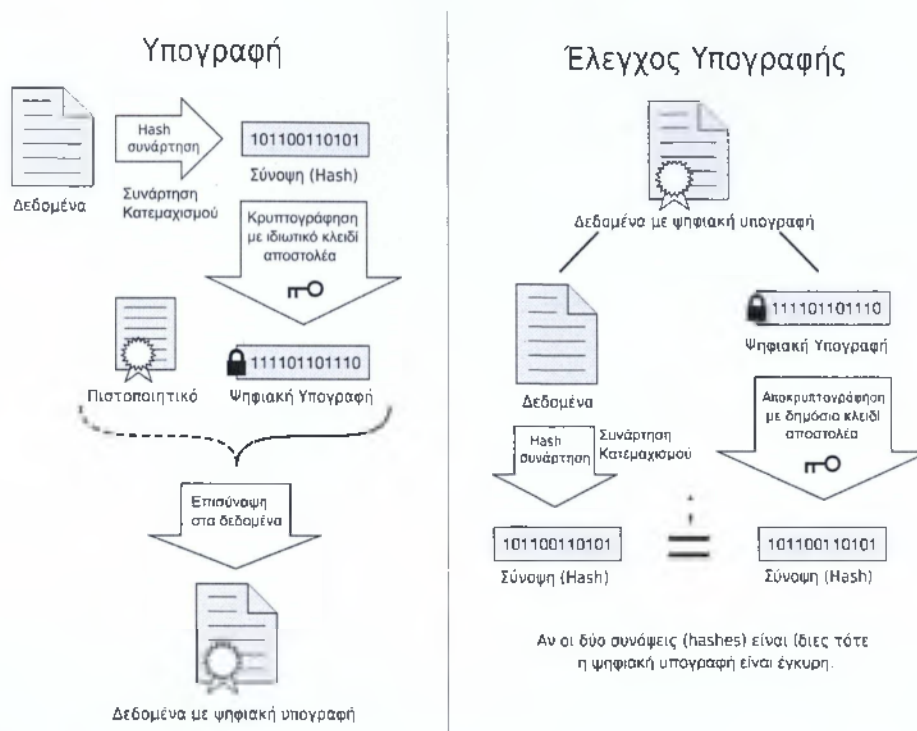 Υπογραφή
Hash
συνάρτηση
101100110101
Σύνοψη (Hash)
Δεδομένα
Συνάρτηση
Κατεμαχισμού
Κρυπτογράφηση
με ιδιωτικό κλειδί
αποστολέα
111101101110
Πιστοποιητικό
Ψηφιακή Υπογραφή
Επισύναψη
στα δεδομένα
Δεδομένα με ψηφιακή υπογραφή
Έλεγχος Υπογραφής
Δεδομένα με ψηφιακή υπογραφή
111101101110
Ψηφιακή Υπογραφή
Δεδομένα
Αποκρυπτογράφηση
με δημόσιο κλειδί
αποστολέα
Hash
συνάρτηση
Συνάρτηση
Κατεμαχισμού
101100110101
=
101100110101
Σύνοψη (Hash)
Σύνοψη (Hash)
Αν οι δύο συνόψεις (hashes) είναι ίδιες τότε
η ψηφιακή υπογραφή είναι έγκυρη.